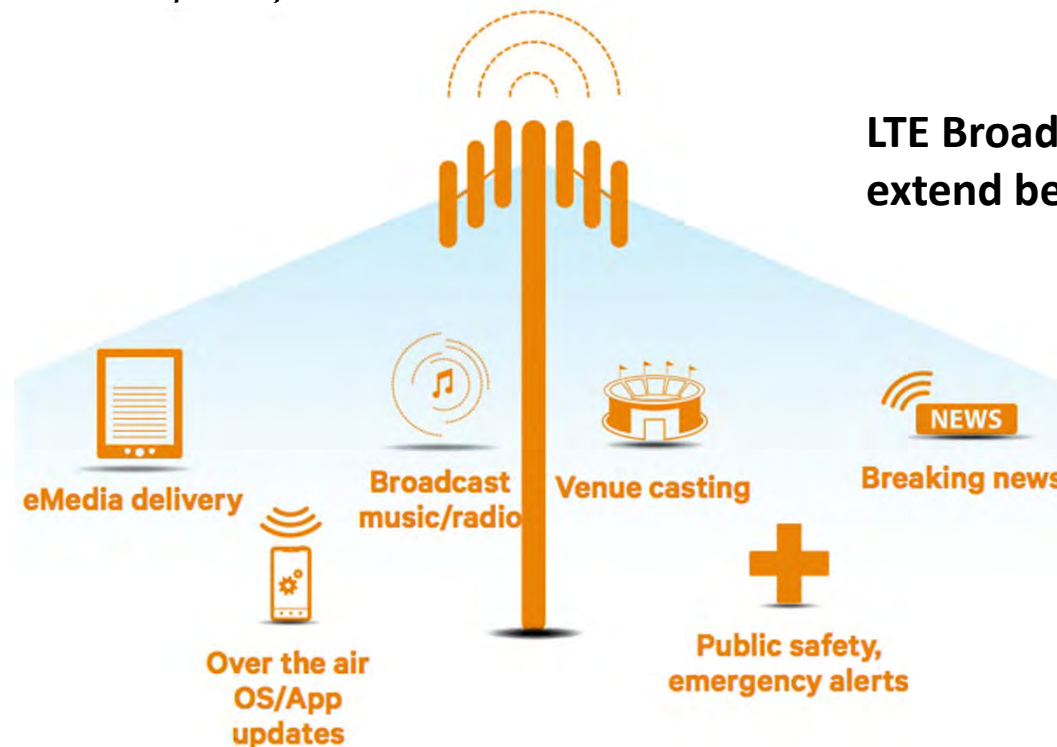 LTE Broad
extend be
NEWS
eMedia delivery
Broadcast
music/radio
Venue casting
Breaking news
Over the air
OS/App
updates
Public safety,
emergency alerts